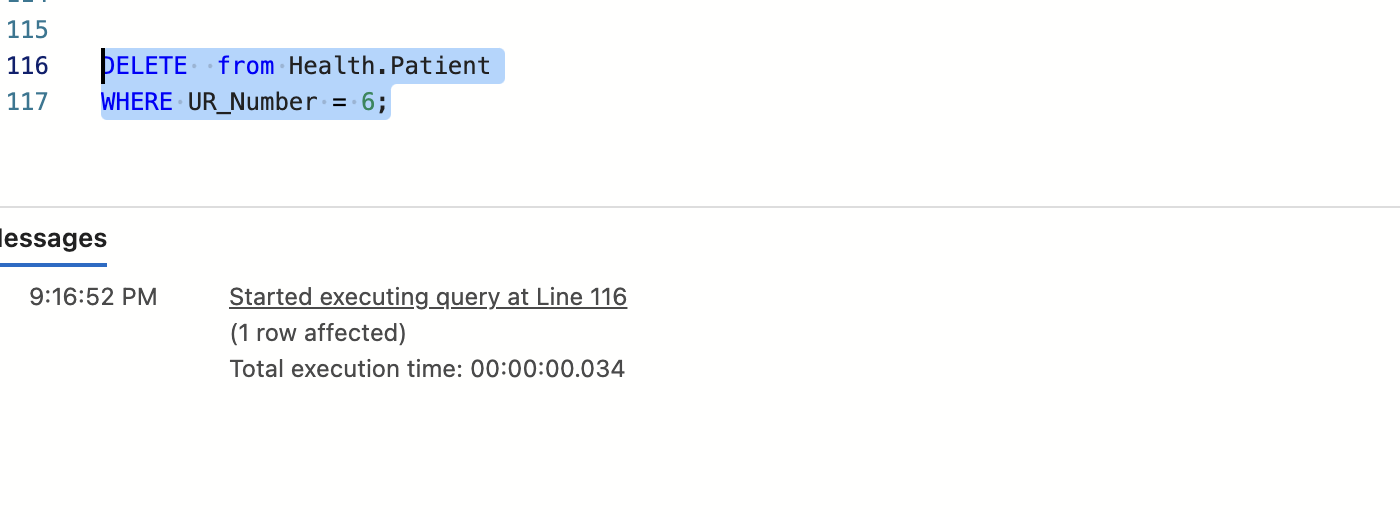 115
116 DELETE  from Health.Patient
117 WHERE UR_Number = 6;
essages
9:16:52 PM Started executing query at Line 116
(1 row affected)
Total execution time: 00:00:00.034